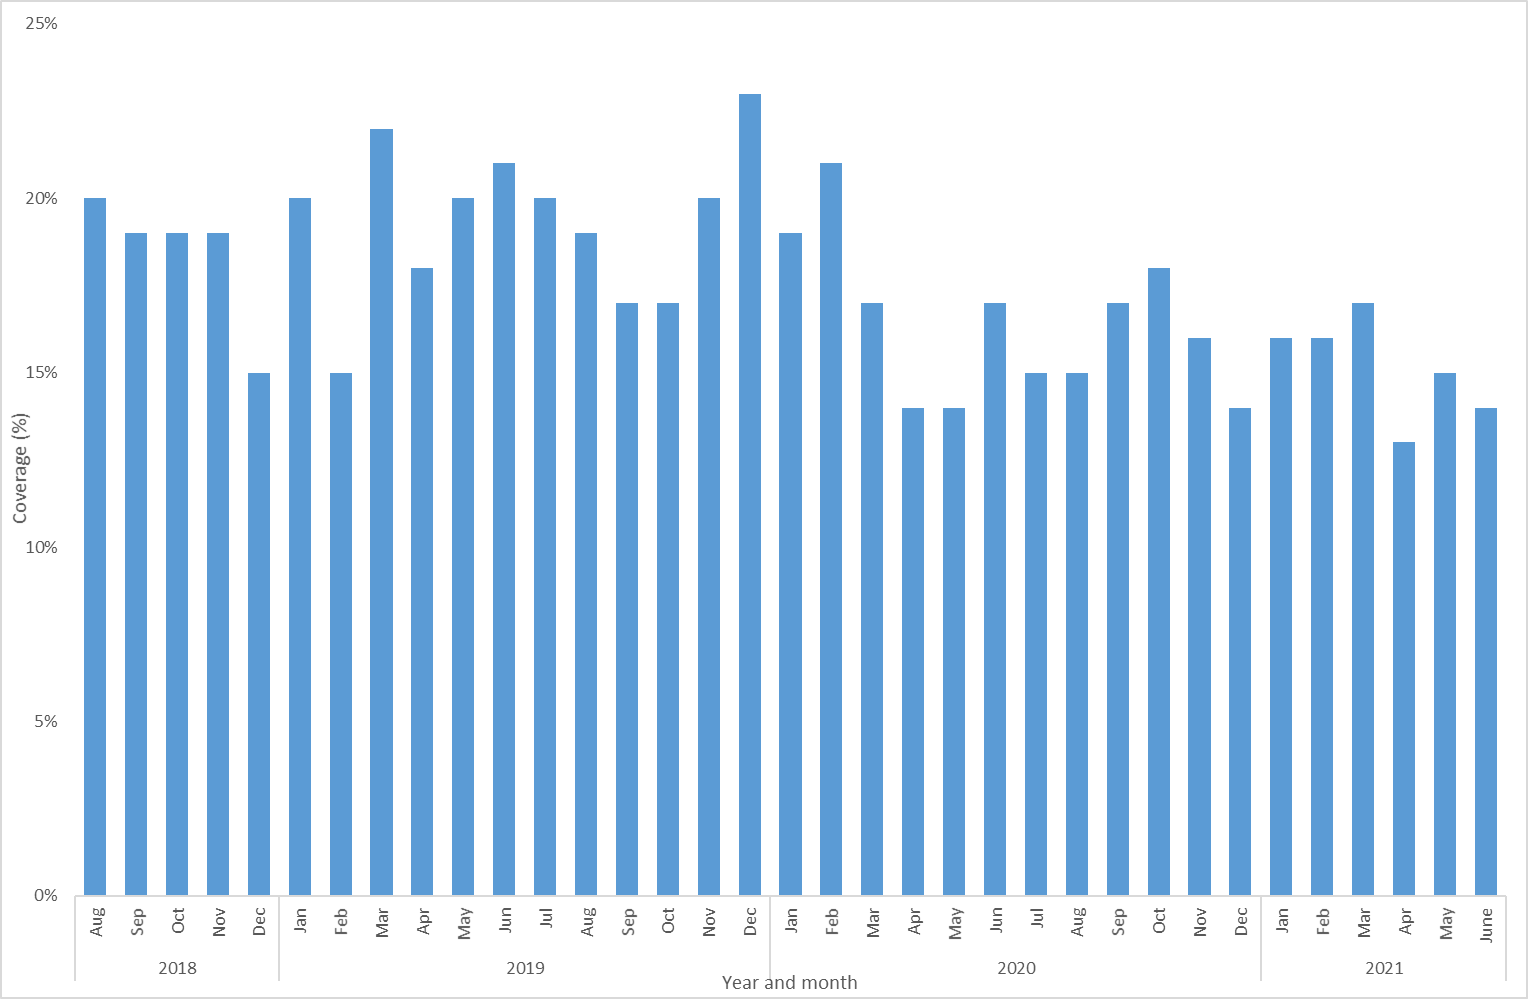 25%
20%
15%
10%
5%
0%
Coverage (%)
Aug Sep Oct Nov Dec Jan Feb Mar Apr May Jun Jul Aug Sep Oct Nov Dec Jan Feb Mar Apr May Jun Jul Aug Sep Oct Nov Dec Jan Feb Mar Apr May June
2018 2019 2020 2021
Year and month